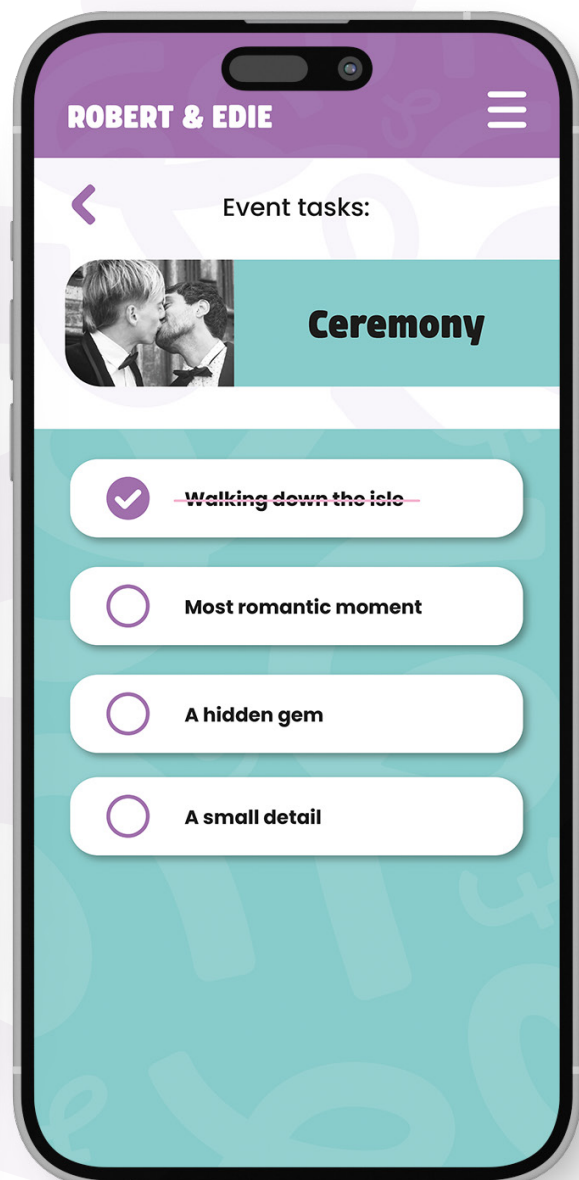 ROBERT & EDIE
Event tasks:
Ceremony
Walking down the isle
Most romantic moment
A hidden gem
A small detail